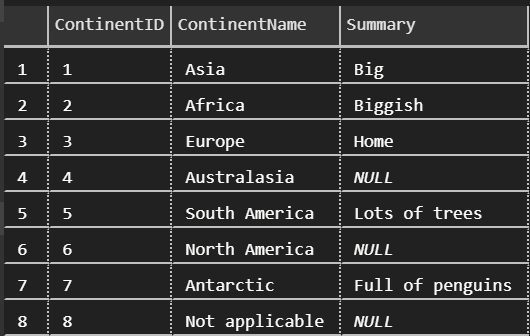 ContinentID ContinentName Summary
1 1 Asia Big
2 2 Africa Biggish
3 3 Europe Home
4 4 Australasia NULL
5 5 South America Lots of trees
6 6 North America NULL
7 7 Antarctic Full of penguins
8 8 Not applicable NULL